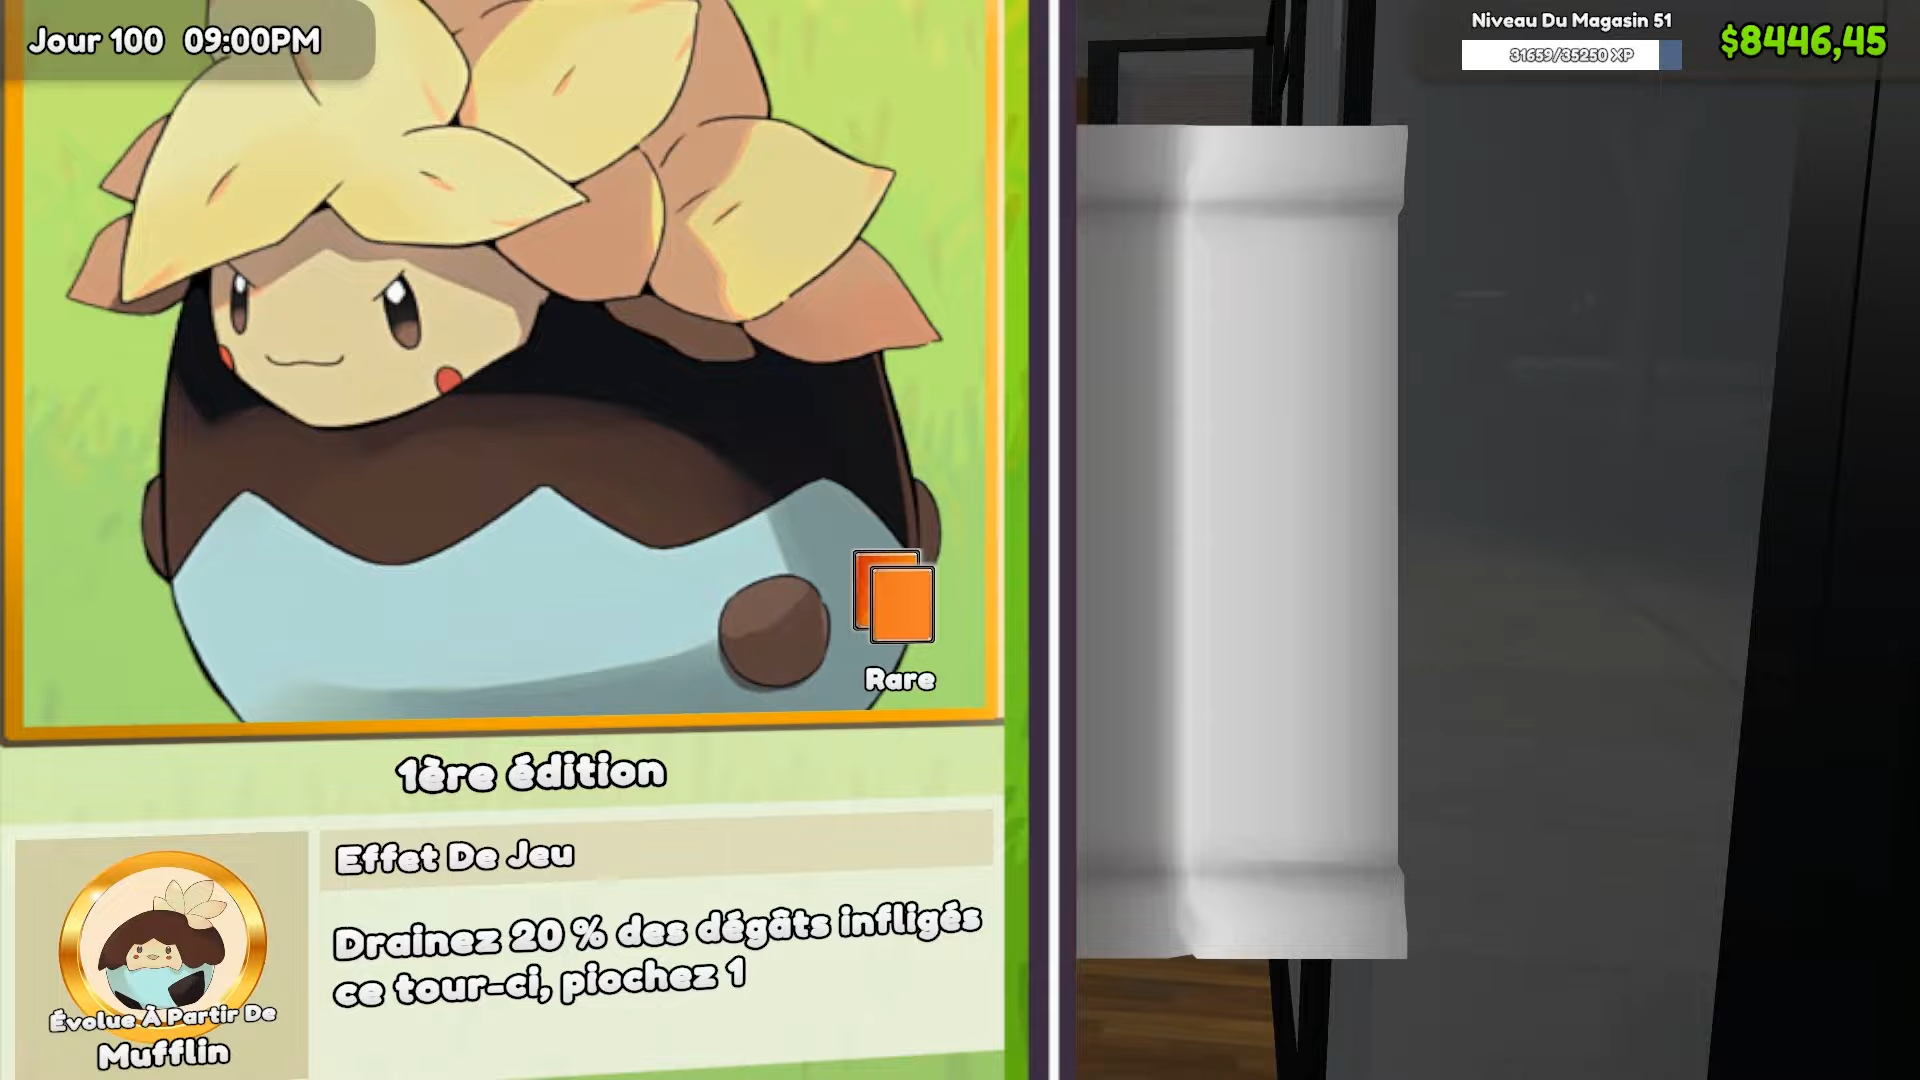 Jour 100 09:00PM
Niveau Du Magasin 51
31659/35250 XP
$8446,45
Rare
1ère édition
Effet De Jeu
Drainez 20 % des dégâts infligés
ce tour-ci, piochez 1
Évolue À Partir De
Mufflin